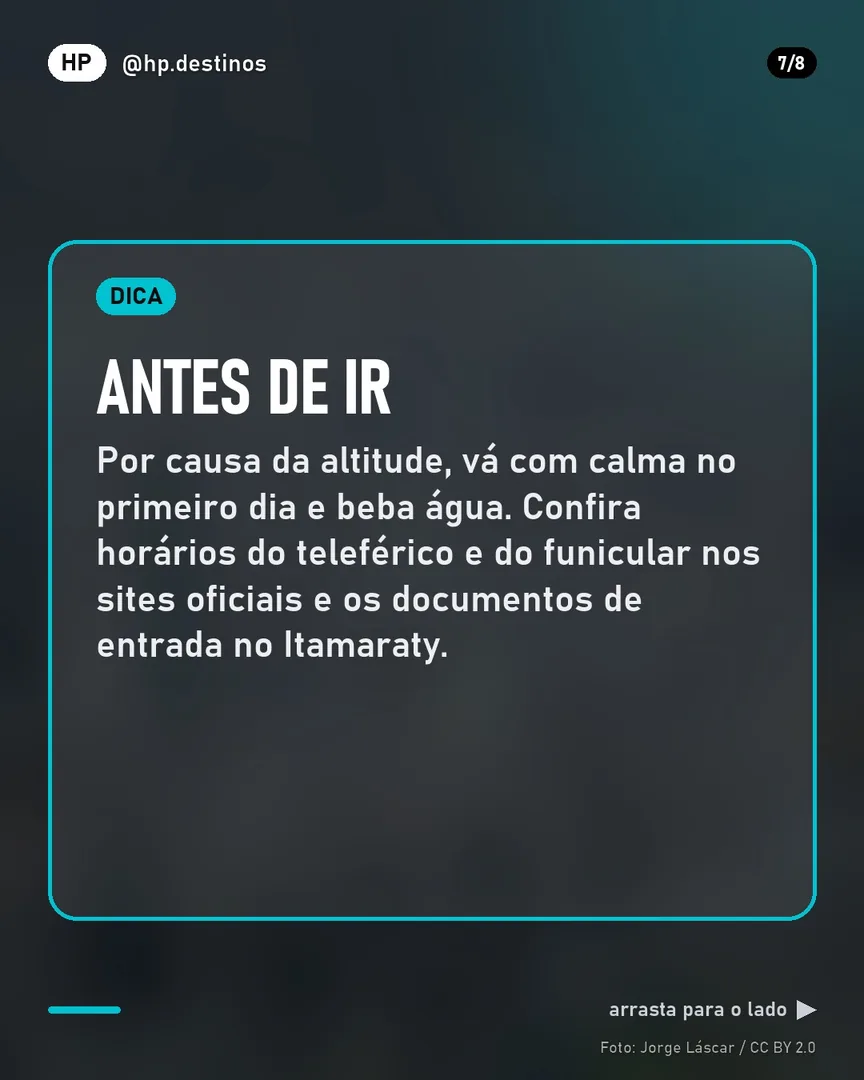 HP @hp.destinos 7/8
DICA
ANTES DE IR
Por causa da altitude, vá com calma no
primeiro dia e beba água. Confira
horários do teleférico e do funicular nos
sites oficiais e os documentos de
entrada no Itamaraty.
arrasta para o lado ▶
Foto: Jorge Láscar / CC BY 2.0